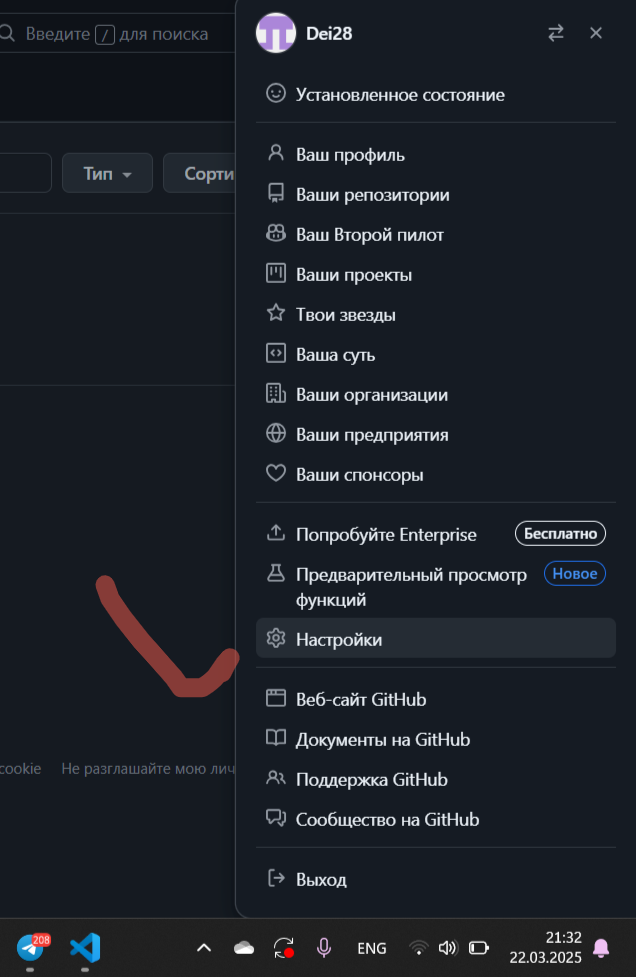 Введите / для поиска
Dei28
Установленное состояние
Тип
Сорти
Ваш профиль
Ваши репозитории
Ваш Второй пилот
Ваши проекты
Твои звезды
Ваша суть
Ваши организации
Ваши предприятия
Ваши спонсоры
Попробуйте Enterprise
Бесплатно
Предварительный просмотр
функций
Новое
Настройки
Веб-сайт GitHub
Документы на GitHub
cookie
Не разглашайте мою лич
Поддержка GitHub
Сообщество на GitHub
Выход
208
ENG
21:32
22.03.2025